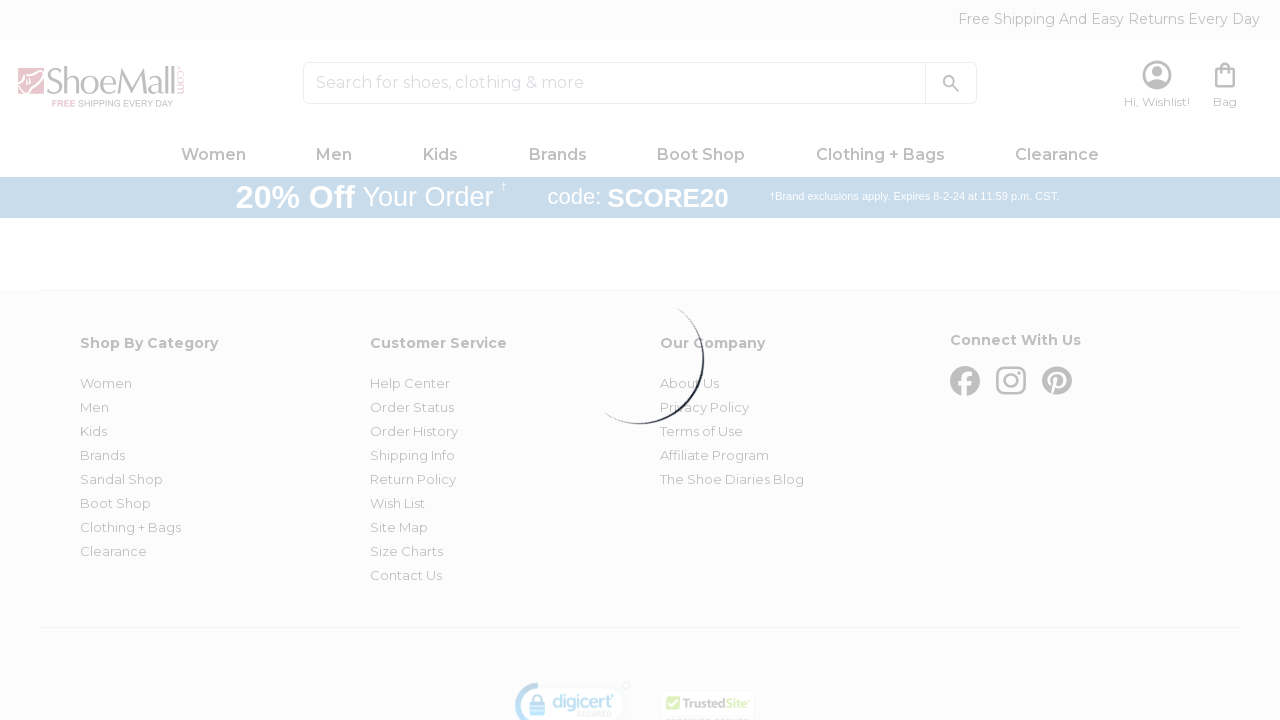 Free Shipping And Easy Returns Every Day
ShoeMall.com
FREE SHIPPING EVERY DAY
Search for shoes, clothing & more
Hi, Wishlist!
Bag
Women
Men
Kids
Brands
Boot Shop
Clothing + Bags
Clearance
20% Off Your Order † code: SCORE20 †Brand exclusions apply. Expires 8-2-24 at 11:59 p.m. CST.
Shop By Category
Women
Men
Kids
Brands
Sandal Shop
Boot Shop
Clothing + Bags
Clearance
Customer Service
Help Center
Order Status
Order History
Shipping Info
Return Policy
Wish List
Site Map
Size Charts
Contact Us
Our Company
About Us
Privacy Policy
Terms of Use
Affiliate Program
The Shoe Diaries Blog
Connect With Us
digicert
SECURED
TrustedSite